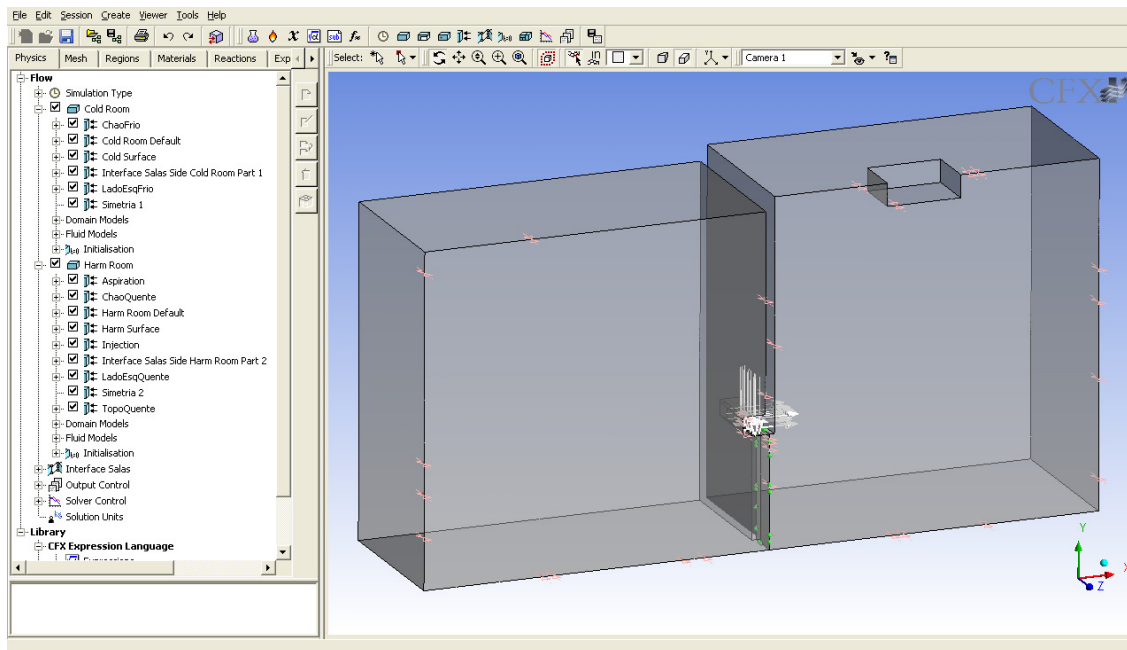 File Edit Session Create Viewer Tools Help
Physics Mesh Regions Materials Reactions Exp
Select: Camera 1
Flow
Simulation Type
Cold Room
ChaoFrio
Cold Room Default
Cold Surface
Interface Salas Side Cold Room Part 1
LadoEsqFrio
Simetria 1
Domain Models
Fluid Models
Initialisation
Harm Room
Aspiration
ChaoQuente
Harm Room Default
Harm Surface
Injection
Interface Salas Side Harm Room Part 2
LadoEsqQuente
Simetria 2
TopoQuente
Domain Models
Fluid Models
Initialisation
Interface Salas
Output Control
Solver Control
Solution Units
Library
CFX Expression Language
CFX
Y
X
Z